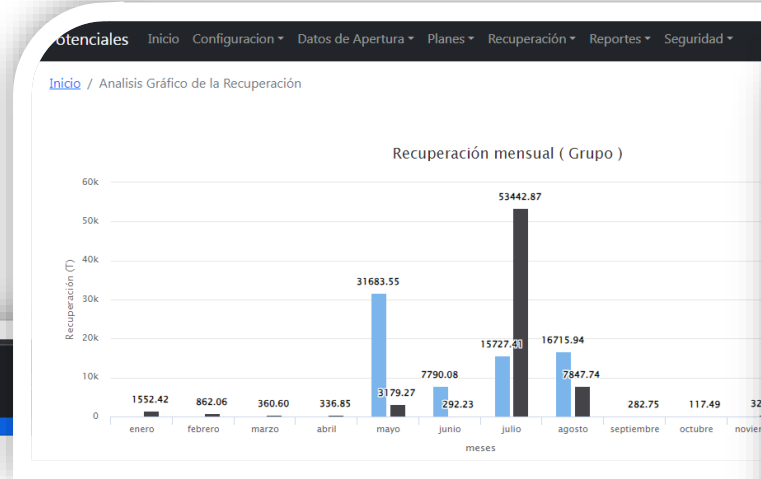 otenciales Inicio Configuracion Datos de Apertura Planes Recuperación Reportes Seguridad
Inicio / Analisis Gráfico de la Recuperación
Recuperación mensual ( Grupo )
Recuperación (T)
60k
50k
40k
30k
20k
10k
0
1552.42
862.06
360.60
336.85
31683.55
3179.27
7790.08
292.23
15727.41
53442.87
16715.94
7847.74
282.75
117.49
32
enero febrero marzo abril mayo junio julio agosto septiembre octubre noviem
meses